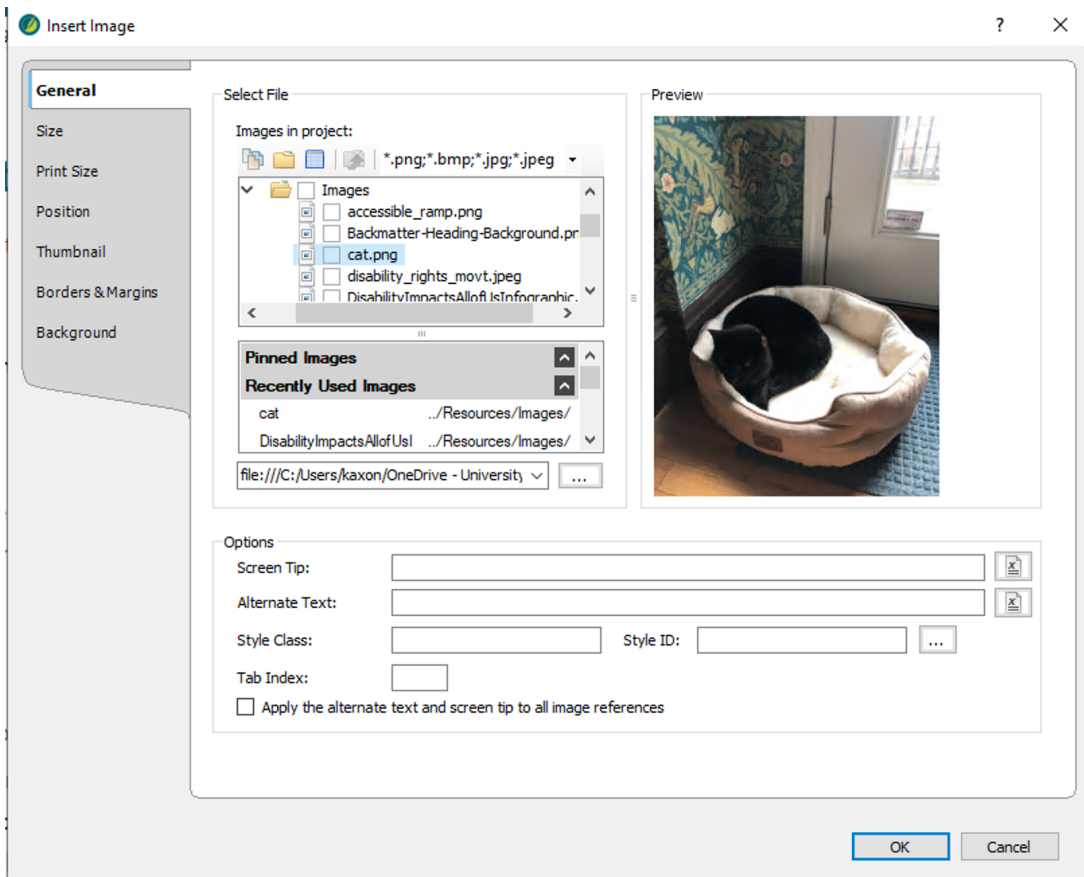 Insert Image
General
Size
Print Size
Position
Thumbnail
Borders & Margins
Background
Select File
Images in project:
*.png;*.bmp;*.jpg;*.jpeg
Images
accessible_ramp.png
Backmatter-Heading-Background.pn
cat.png
disability_rights_movt.jpeg
DisabilityImpactsAllofUsInfographic.
Pinned Images
Recently Used Images
cat ../Resources/Images/
DisabilityImpactsAllofUsI ../Resources/Images/
file:///C:/Users/kaxon/OneDrive - University
...
Preview
Options
Screen Tip:
Alternate Text:
Style Class:
Style ID:
...
Tab Index:
Apply the alternate text and screen tip to all image references
OK
Cancel